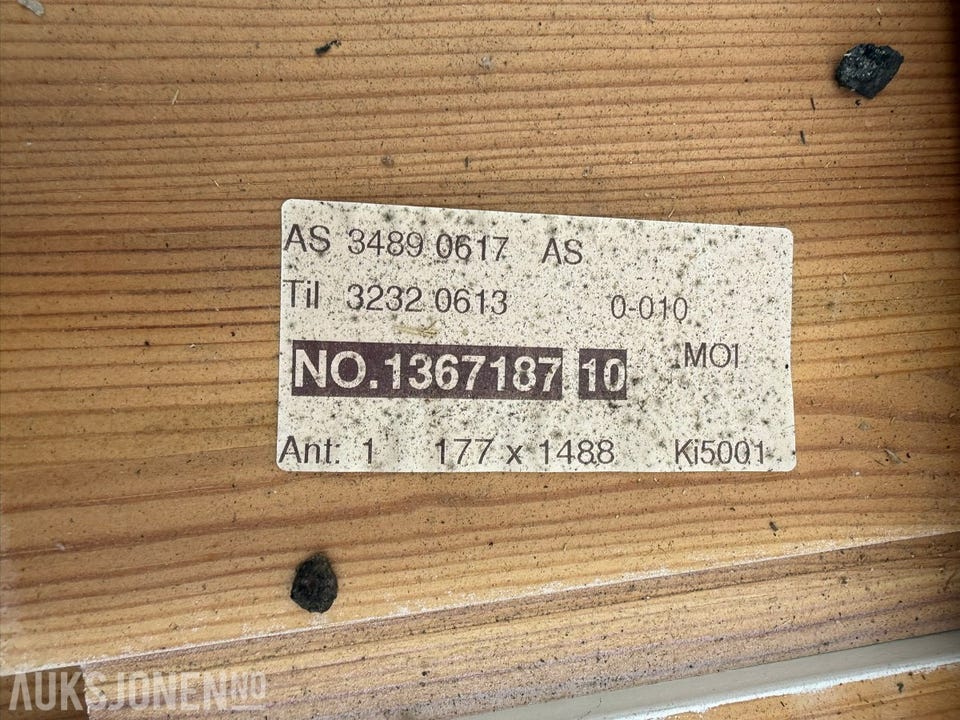 AS 3489 0617 AS
Til 3232 0613 0-010
NO.1367187 10 MO1
Ant: 1 177 x 1488 Ki5001
AUKSJONEN.NO